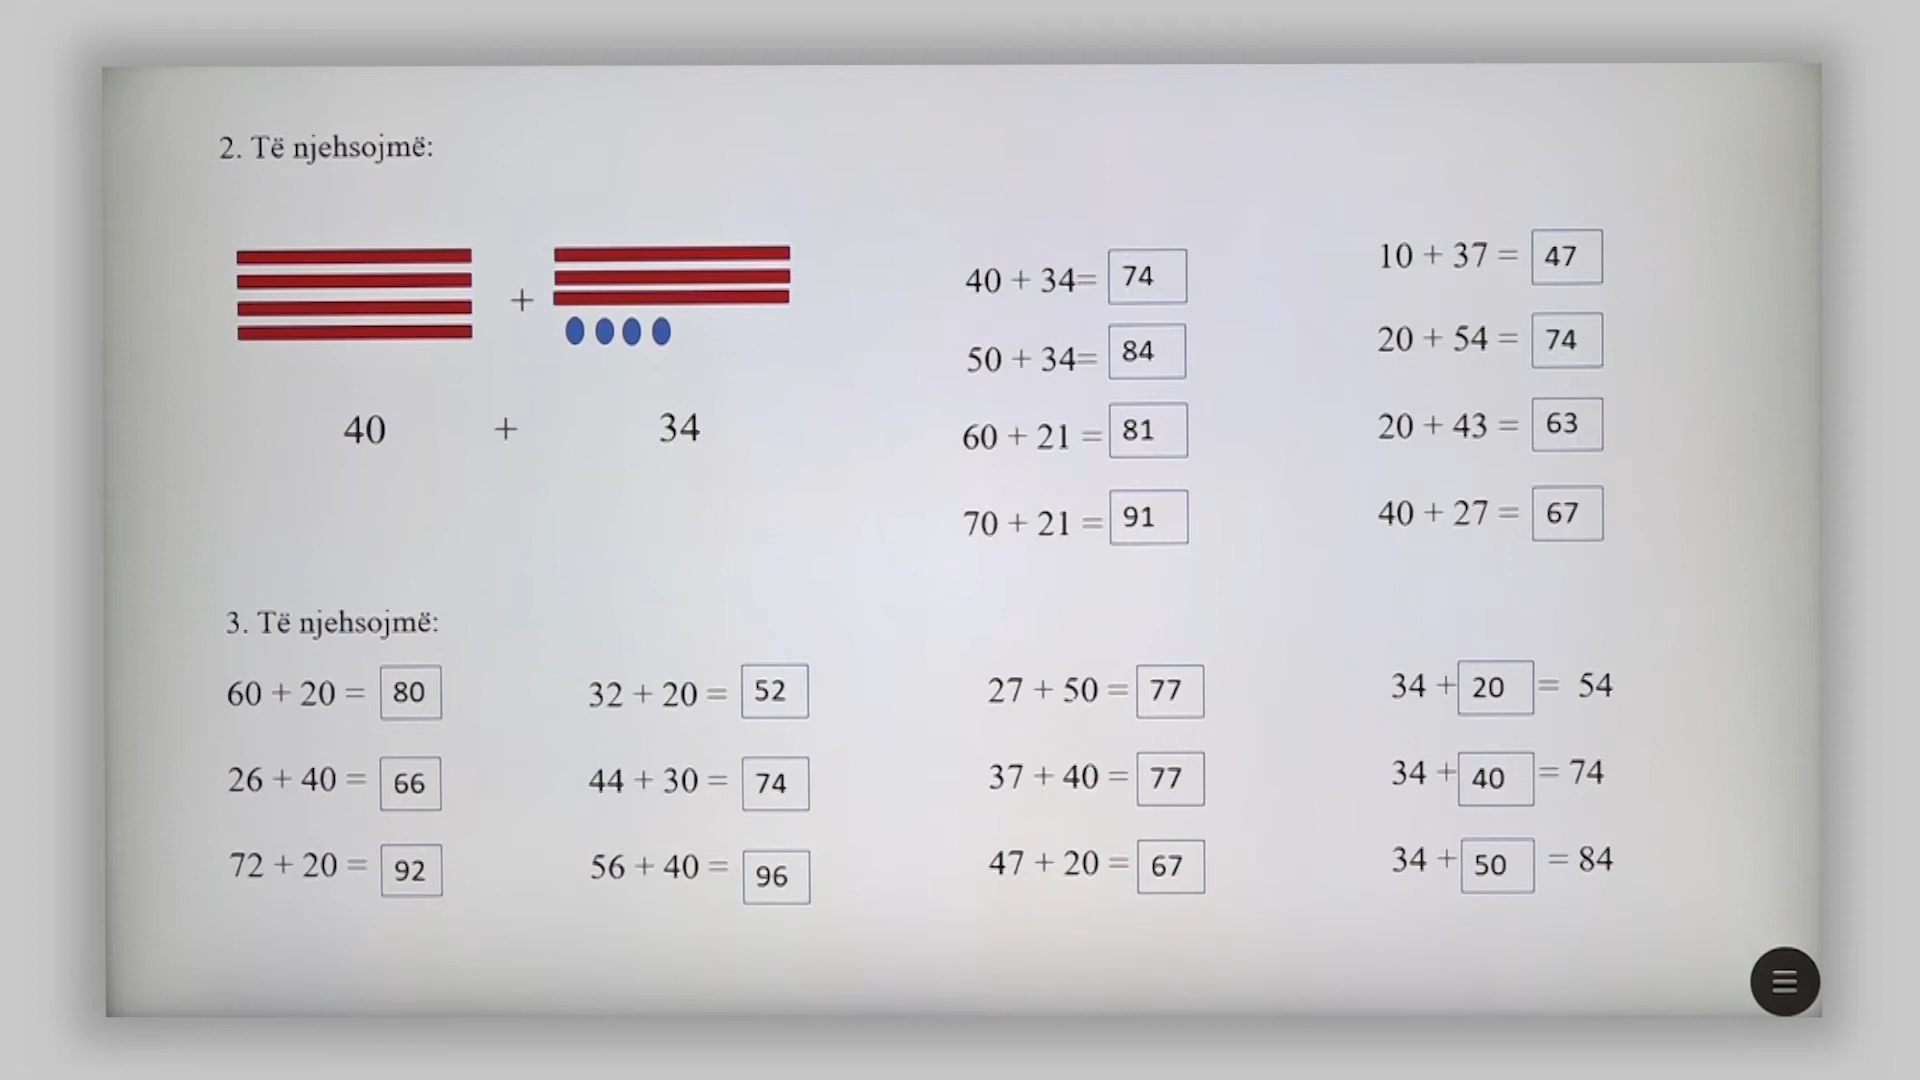 2. Të njehsojmë:
+
40 + 34
40 + 34= 74
50 + 34= 84
60 + 21 = 81
70 + 21 = 91
10 + 37 = 47
20 + 54 = 74
20 + 43 = 63
40 + 27 = 67
3. Të njehsojmë:
60 + 20 = 80
26 + 40 = 66
72 + 20 = 92
32 + 20 = 52
44 + 30 = 74
56 + 40 = 96
27 + 50 = 77
37 + 40 = 77
47 + 20 = 67
34 + 20 = 54
34 + 40 = 74
34 + 50 = 84